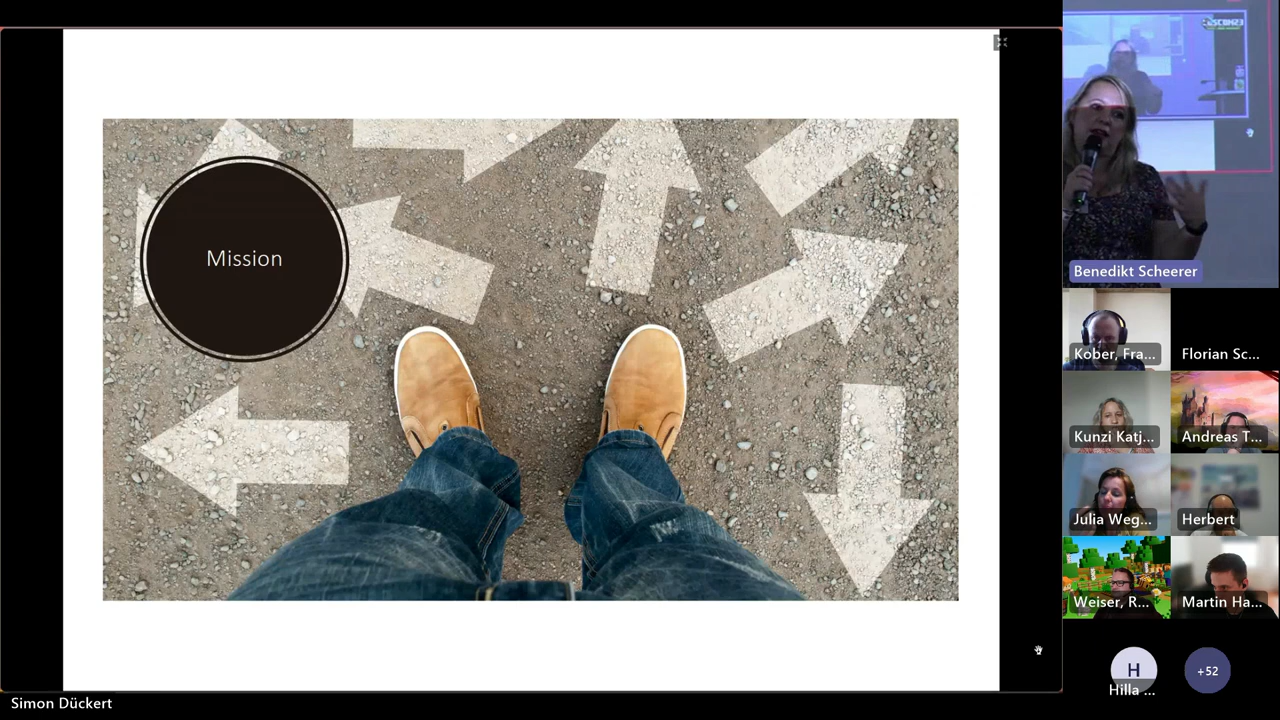 Mission
Benedikt Scheerer
Kober, Fra...
Florian Sc...
Kunzi Katj...
Andreas T...
Julia Weg...
Herbert
Weiser, R...
Martin Ha...
H
Hilla ...
+52
Simon Dückert